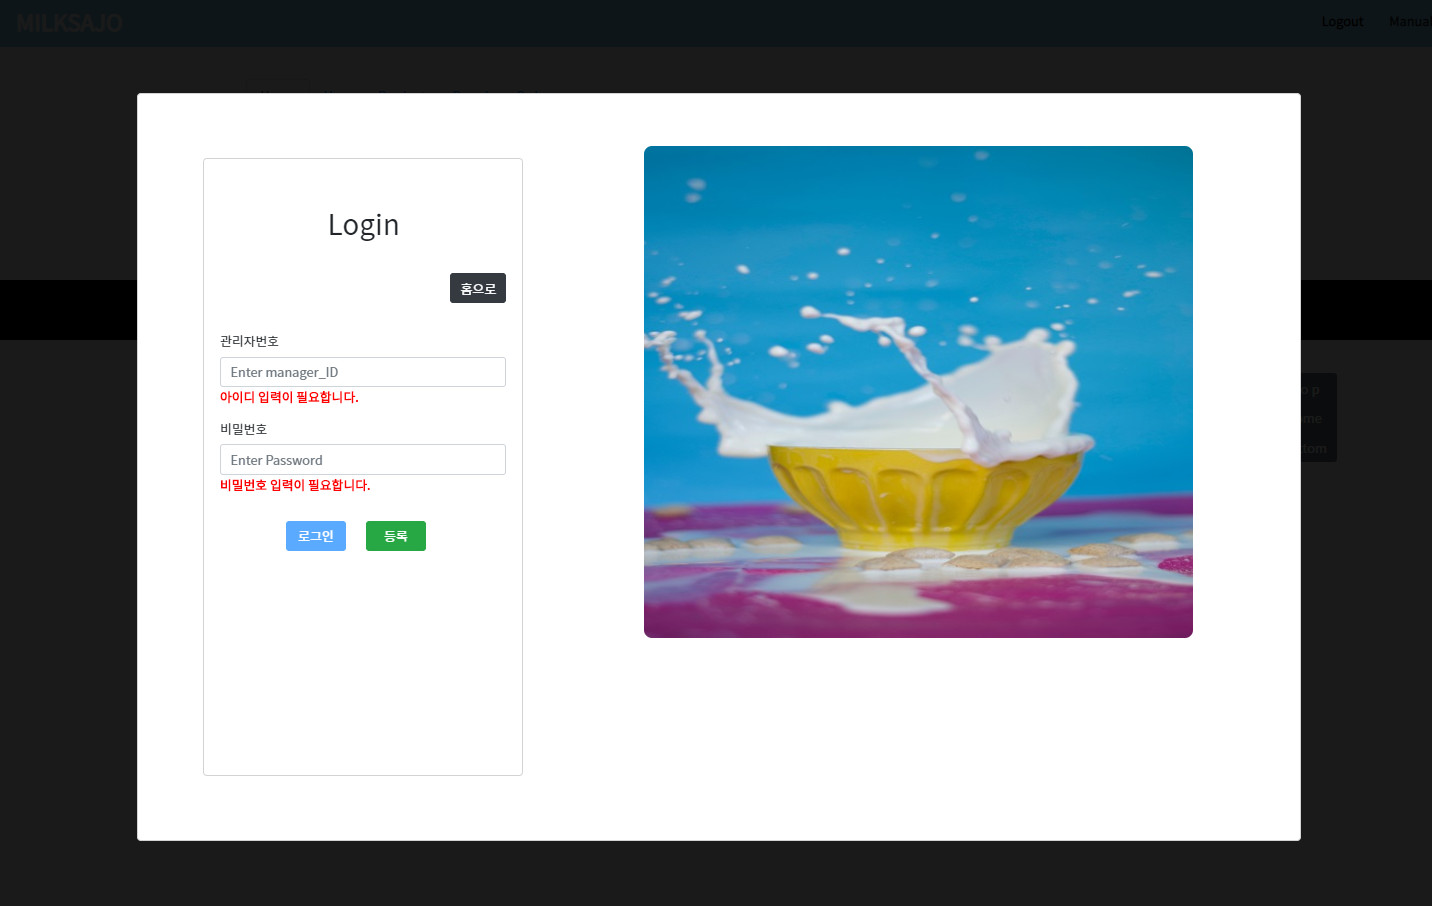 MILKSAJO
Logout
Manual
Login
홈으로
관리자번호
Enter manager_ID
아이디 입력이 필요합니다.
비밀번호
Enter Password
비밀번호 입력이 필요합니다.
로그인
등록